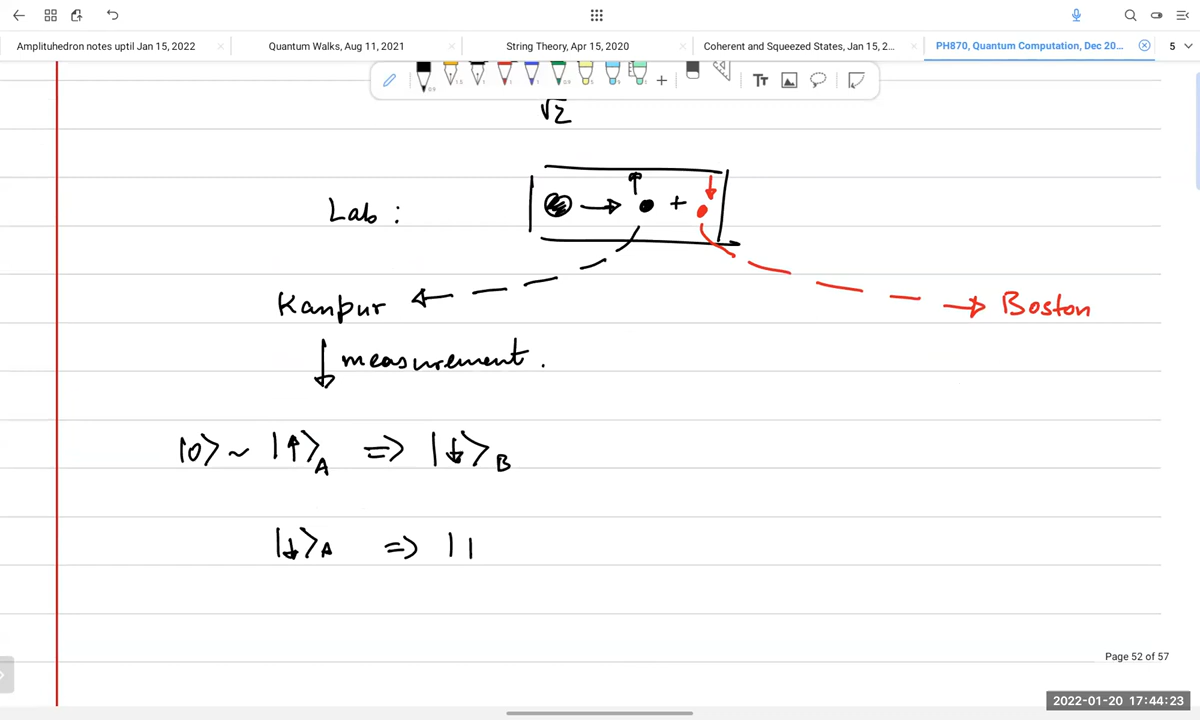 Amplituhedron notes uptil Jan 15, 2022
Quantum Walks, Aug 11, 2021
String Theory, Apr 15, 2020
Coherent and Squeezed States, Jan 15, 2...
PH870, Quantum Computation, Dec 20...
5
Tт
√2
Lab :
→ ↑ + ↓
Kanpur ← → Boston
↓ measurement.
|0⟩ ~ |↑⟩A ⇒ |↓⟩B
|↓⟩A ⇒ | |
Page 52 of 57
2022-01-20 17:44:23